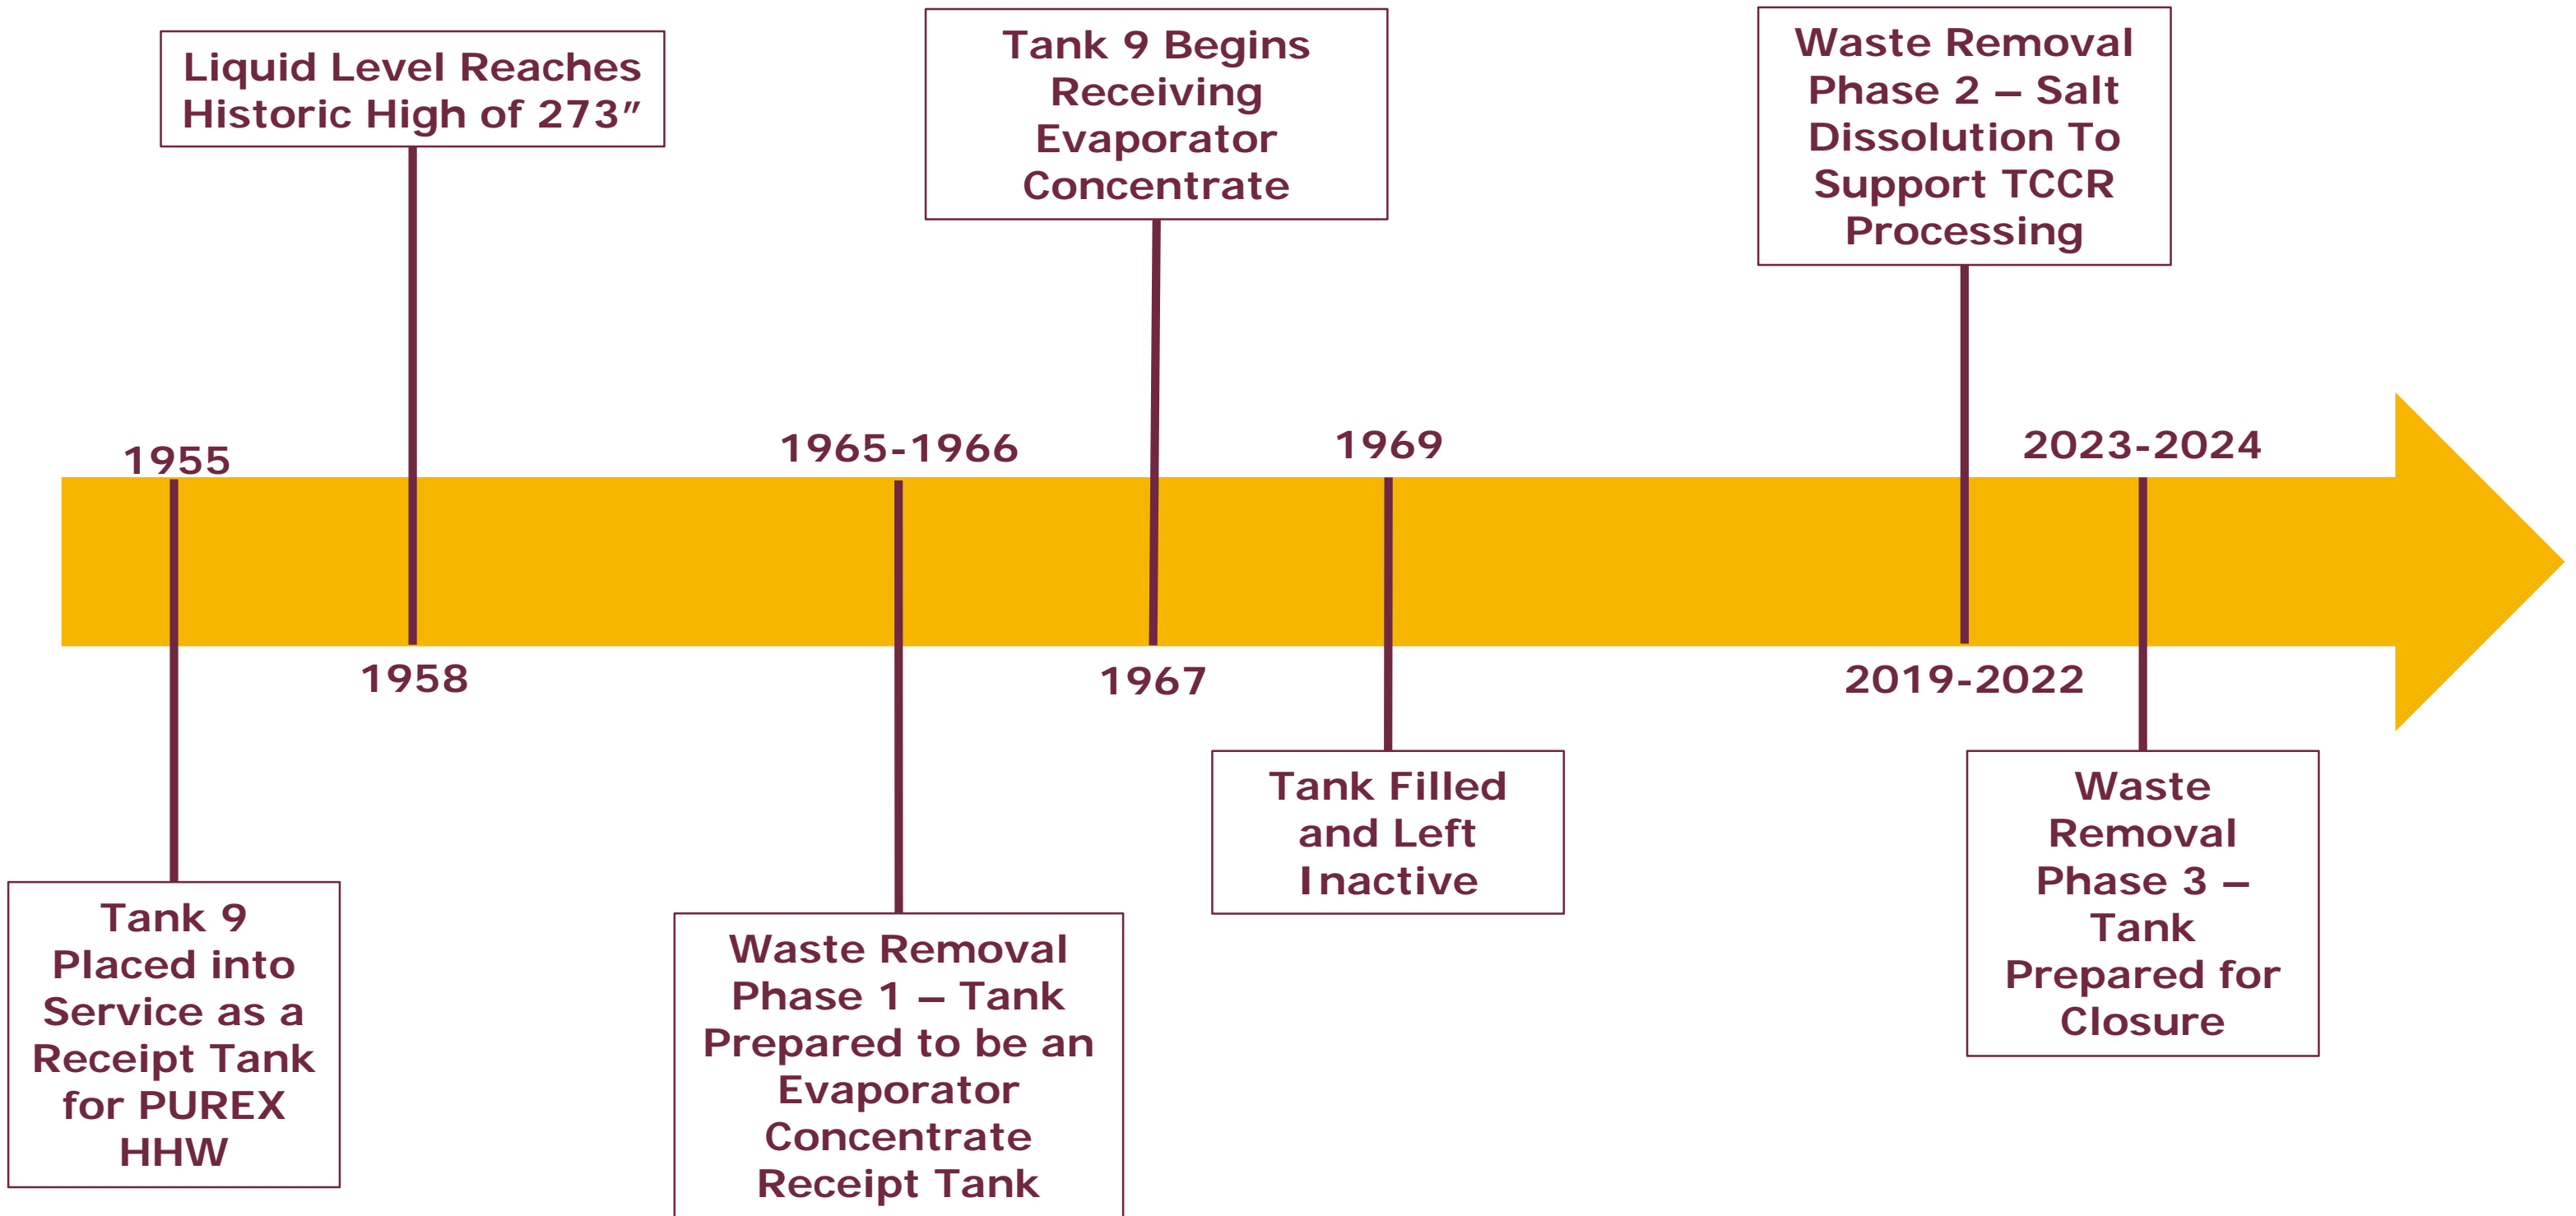 Liquid Level Reaches
Historic High of 273”
Tank 9 Begins
Receiving
Evaporator
Concentrate
Waste Removal
Phase 2 – Salt
Dissolution To
Support TCCR
Processing
1955
1965-1966
1969
2023-2024
1958
1967
2019-2022
Tank 9
Placed into
Service as a
Receipt Tank
for PUREX
HHW
Waste Removal
Phase 1 – Tank
Prepared to be an
Evaporator
Concentrate
Receipt Tank
Tank Filled
and Left
Inactive
Waste
Removal
Phase 3 –
Tank
Prepared for
Closure